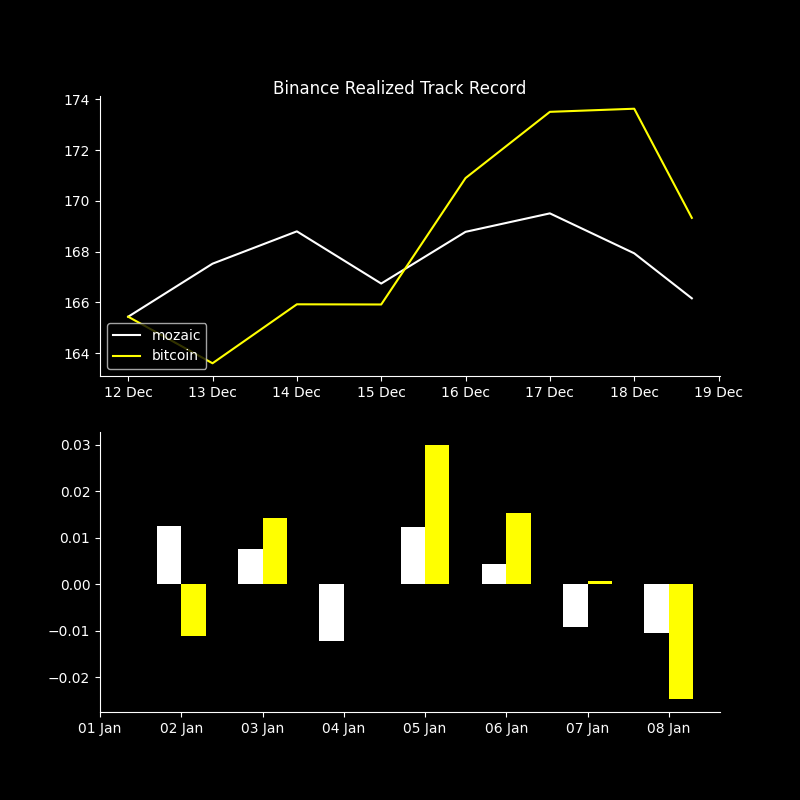 Binance Realized Track Record
174
172
170
168
166
164
mozaic
bitcoin
12 Dec 13 Dec 14 Dec 15 Dec 16 Dec 17 Dec 18 Dec 19 Dec
0.03
0.02
0.01
0.00
−0.01
−0.02
01 Jan 02 Jan 03 Jan 04 Jan 05 Jan 06 Jan 07 Jan 08 Jan